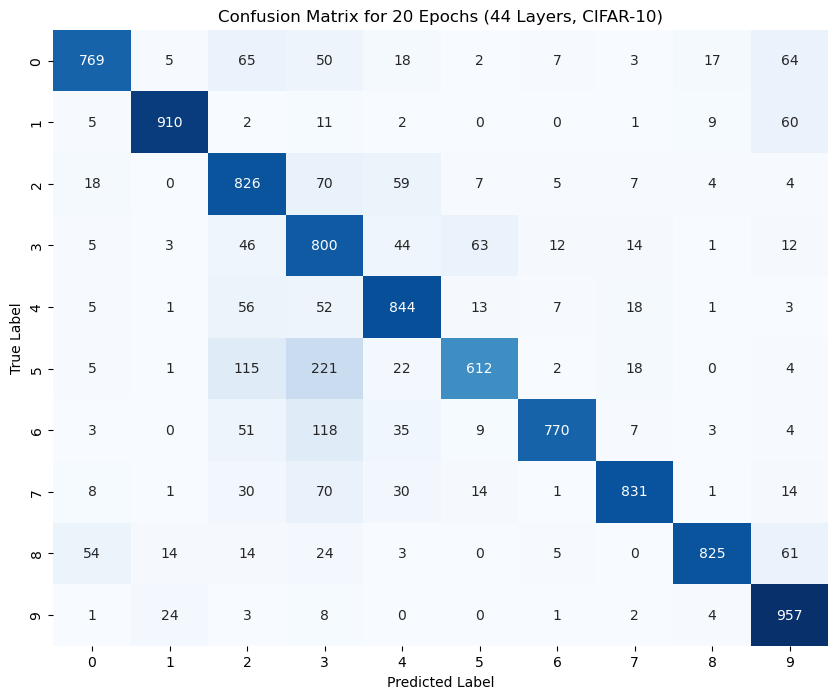 Confusion Matrix for 20 Epochs (44 Layers, CIFAR-10)
True Label
0 769 5 65 50 18 2 7 3 17 64
1 5 910 2 11 2 0 0 1 9 60
2 18 0 826 70 59 7 5 7 4 4
3 5 3 46 800 44 63 12 14 1 12
4 5 1 56 52 844 13 7 18 1 3
5 5 1 115 221 22 612 2 18 0 4
6 3 0 51 118 35 9 770 7 3 4
7 8 1 30 70 30 14 1 831 1 14
8 54 14 14 24 3 0 5 0 825 61
9 1 24 3 8 0 0 1 2 4 957
0 1 2 3 4 5 6 7 8 9
Predicted Label